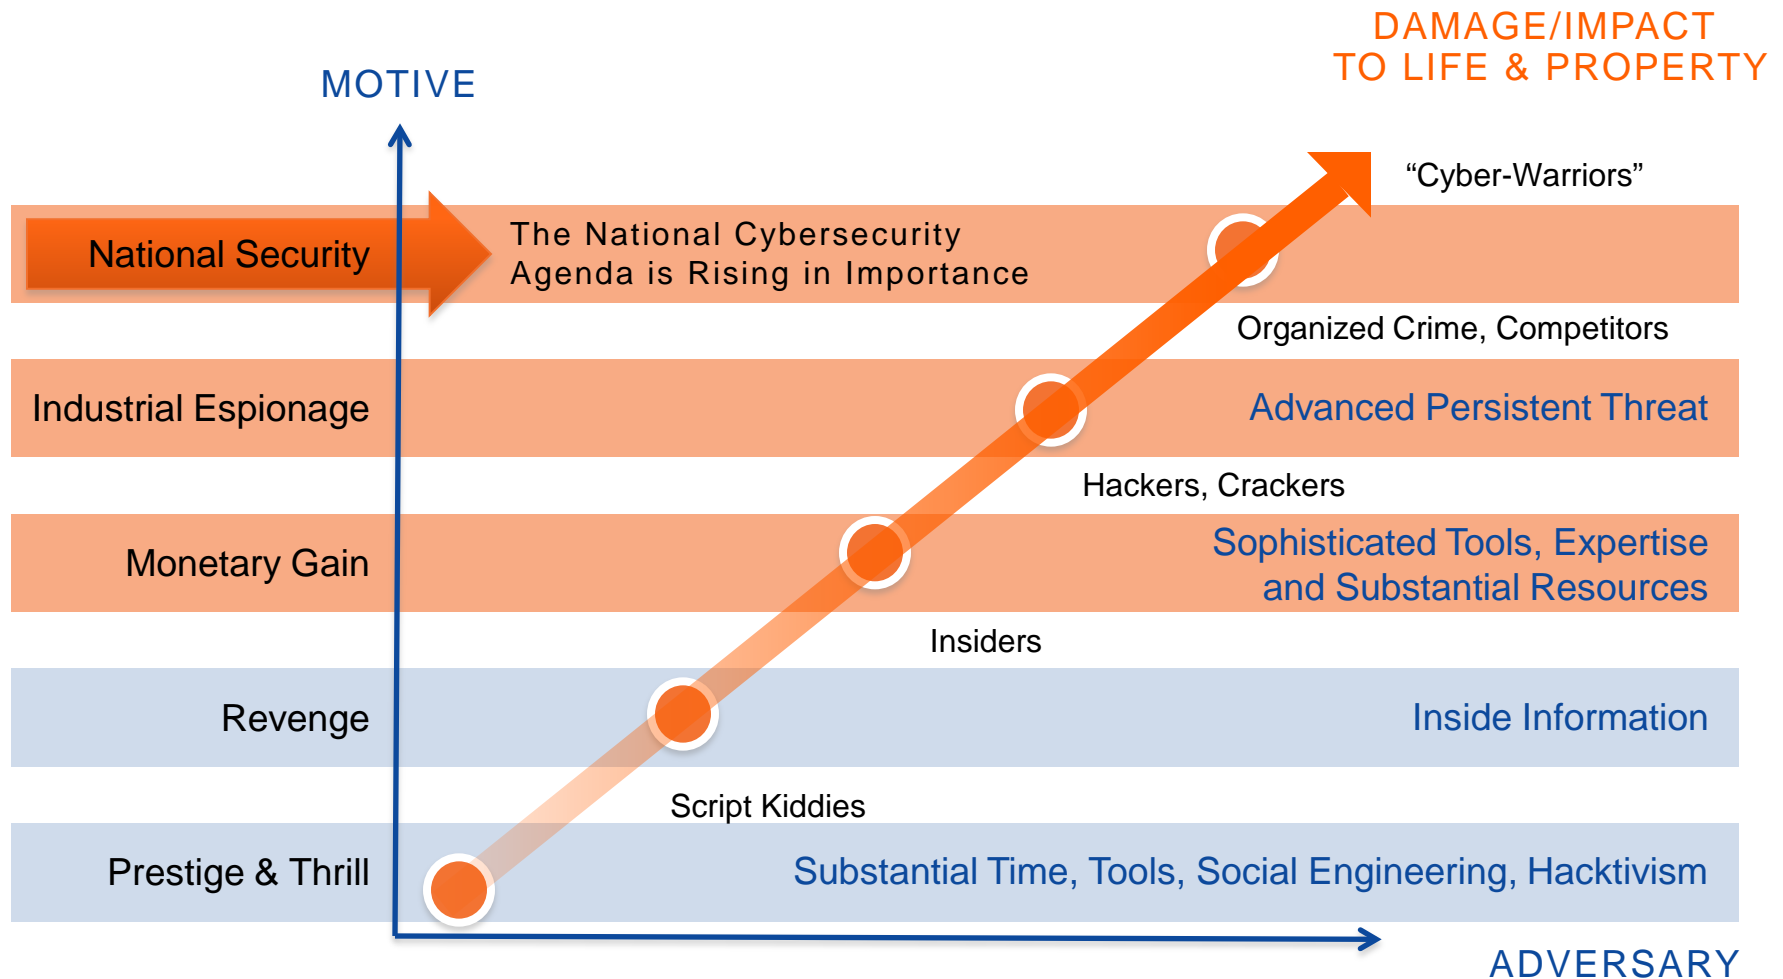 DAMAGE/IMPACT
TO LIFE & PROPERTY
MOTIVE
“Cyber-Warriors”
National Security
The National Cybersecurity
Agenda is Rising in Importance
Organized Crime, Competitors
Industrial Espionage
Advanced Persistent Threat
Hackers, Crackers
Monetary Gain
Sophisticated Tools, Expertise
and Substantial Resources
Insiders
Revenge
Inside Information
Script Kiddies
Prestige & Thrill
Substantial Time, Tools, Social Engineering, Hacktivism
ADVERSARY